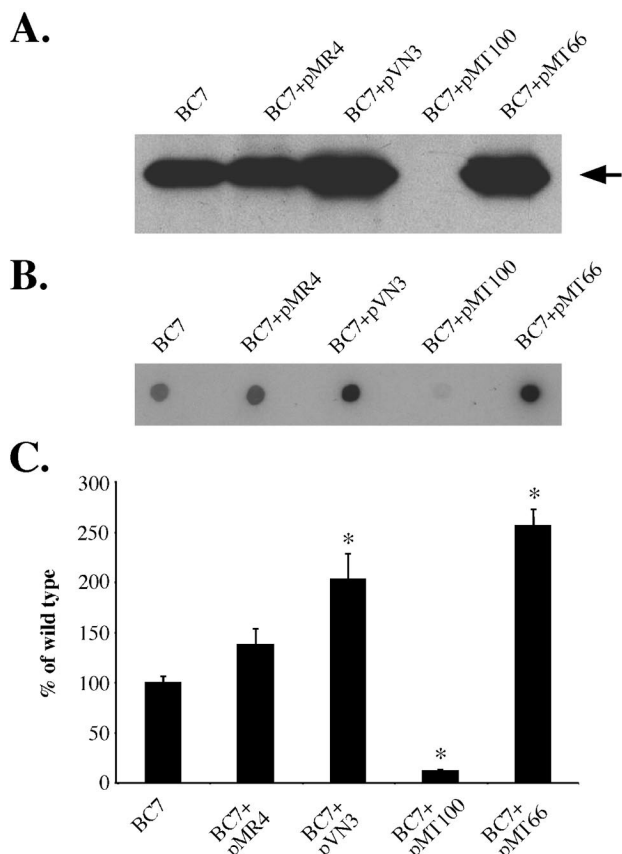 A.
BC7 BC7+pMR4 BC7+pVN3 BC7+pMT100 BC7+pMT66
B.
BC7 BC7+pMR4 BC7+pVN3 BC7+pMT100 BC7+pMT66
C.
300
250
200
150
100
50
0
% of wild type
*
*
*
BC7
BC7+
pMR4
BC7+
pVN3
BC7+
pMT100
BC7+
pMT66